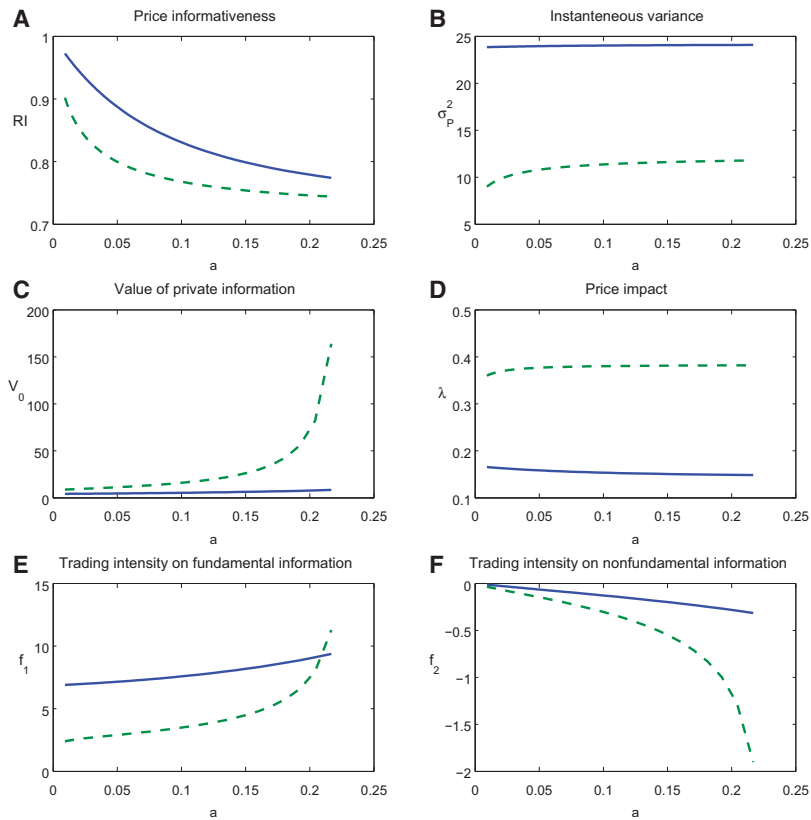 A Price informativeness
1
0.9
RI
0.8
0.7
0 0.05 0.1 0.15 0.2 0.25
a
B Instanteneous variance
25
20
σ_P^2
15
10
5
0 0.05 0.1 0.15 0.2 0.25
a
C Value of private information
200
150
V_0
100
50
0
0 0.05 0.1 0.15 0.2 0.25
a
D Price impact
0.5
0.4
λ
0.3
0.2
0.1
0 0.05 0.1 0.15 0.2 0.25
a
E Trading intensity on fundamental information
15
10
f_1
5
0
0 0.05 0.1 0.15 0.2 0.25
a
F Trading intensity on nonfundamental information
0
−0.5
f_2
−1
−1.5
−2
0 0.05 0.1 0.15 0.2 0.25
a